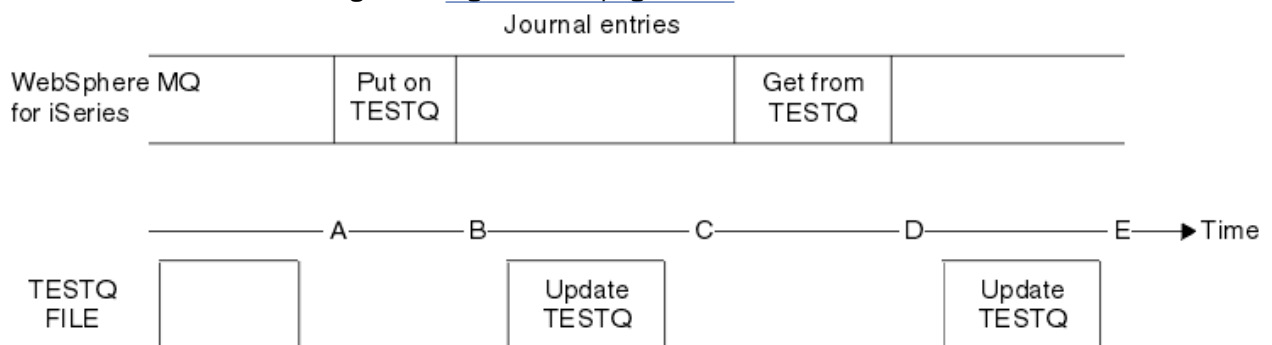 Journal entries
WebSphere MQ
for iSeries
Put on
TESTQ
Get from
TESTQ
A B C D E Time
TESTQ
FILE
Update
TESTQ
Update
TESTQ